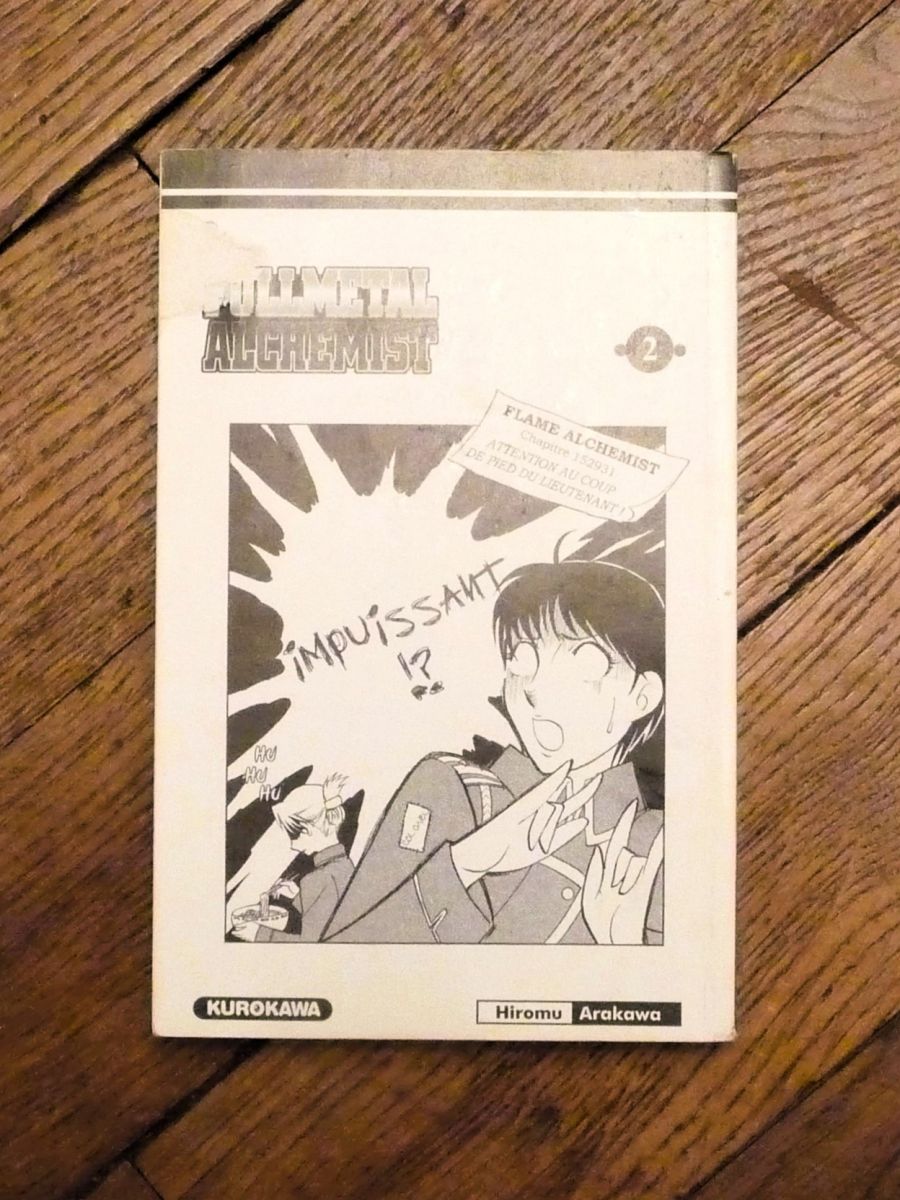 FULLMETAL
ALCHEMIST
2
FLAME ALCHEMIST
Chapitre 152931
ATTENTION AU COUP
DE PIED DU LIEUTENANT !
iMPUiSSANT
!?
HU
HU
HU
KUROKAWA
Hiromu Arakawa